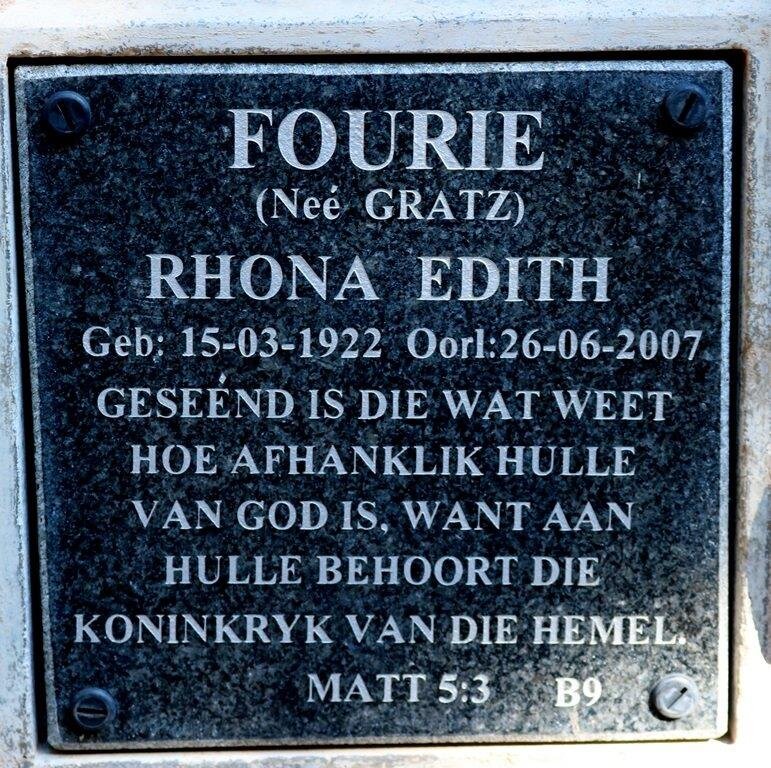 FOURIE
(Neé GRATZ)
RHONA EDITH
Geb: 15-03-1922 Oorl:26-06-2007
GESEÉND IS DIE WAT WEET
HOE AFHANKLIK HULLE
VAN GOD IS, WANT AAN
HULLE BEHOORT DIE
KONINKRYK VAN DIE HEMEL.
MATT 5:3 B9